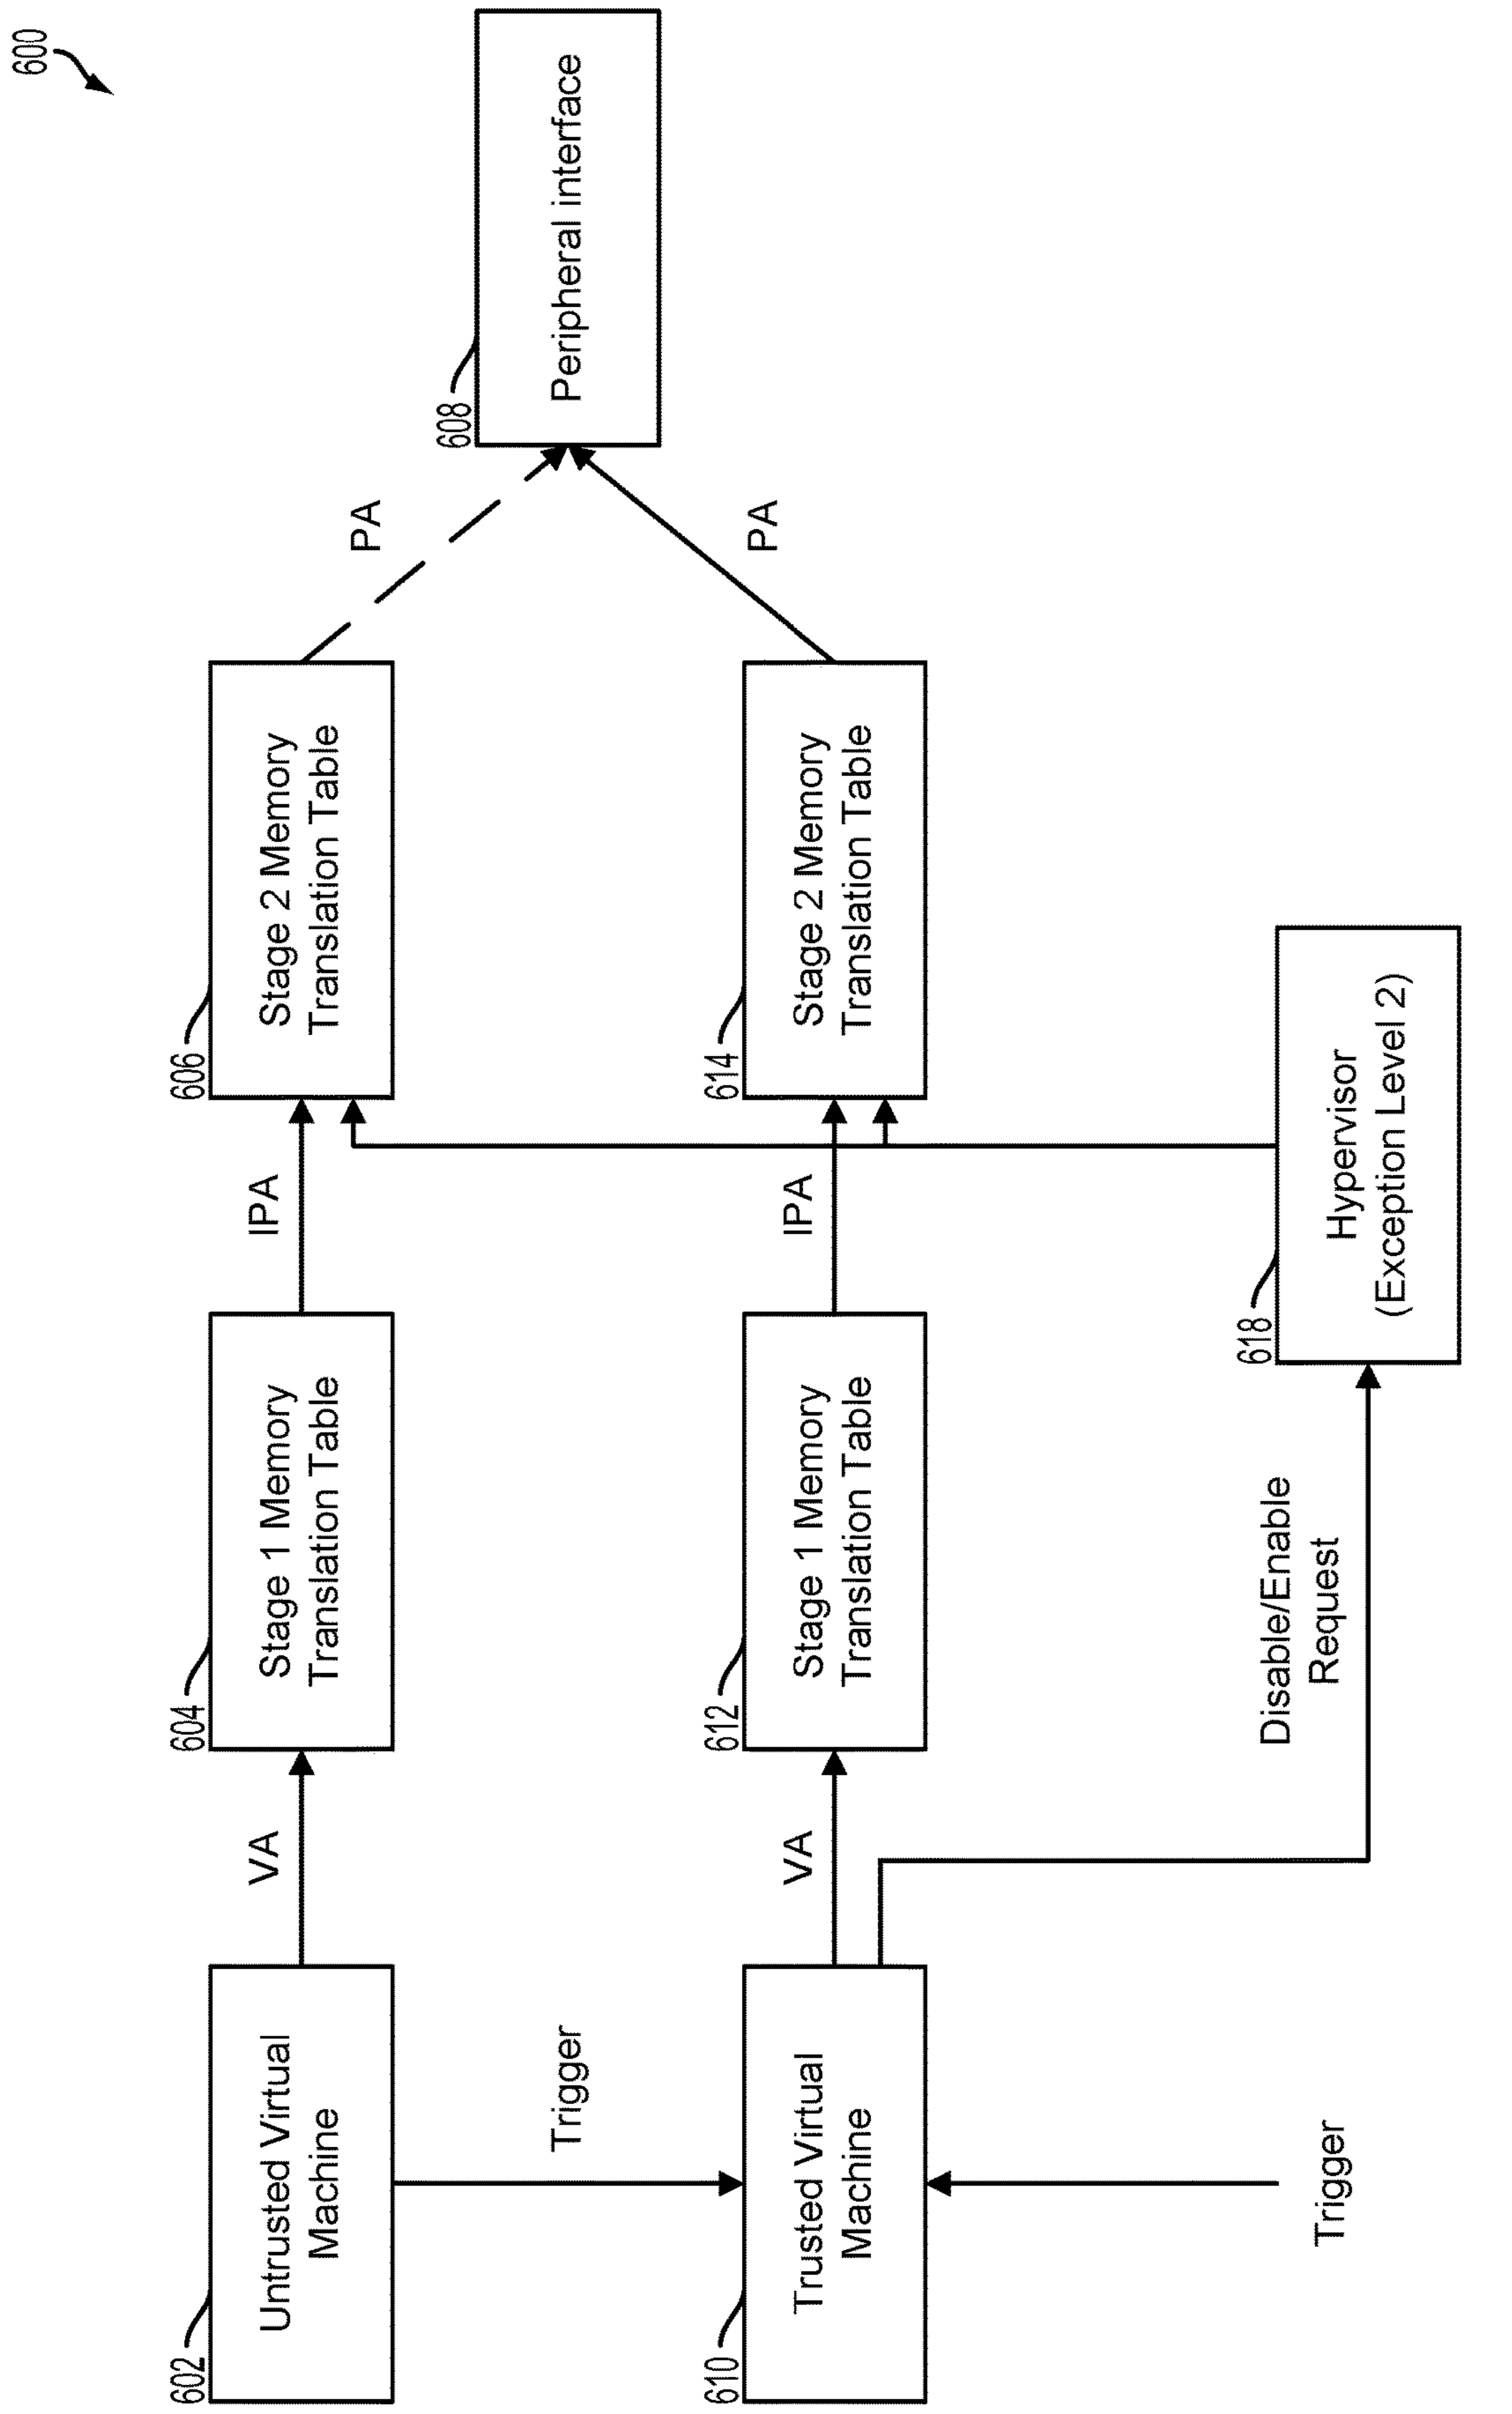 600
602
Untrusted Virtual
Machine
VA
604
Stage 1 Memory
Translation Table
IPA
606
Stage 2 Memory
Translation Table
PA
608
Peripheral interface
Trigger
610
Trusted Virtual
Machine
VA
612
Stage 1 Memory
Translation Table
IPA
614
Stage 2 Memory
Translation Table
PA
Trigger
Disable/Enable
Request
618
Hypervisor
(Exception Level 2)